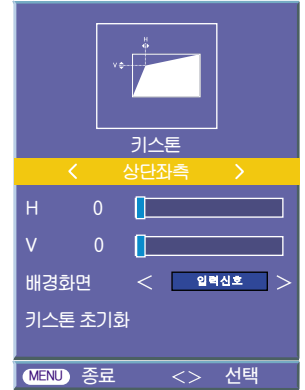 H
V
키스톤
< 상단좌측 >
H 0
V 0
배경화면 < 입력신호 >
키스톤 초기화
MENU 종료 <> 선택